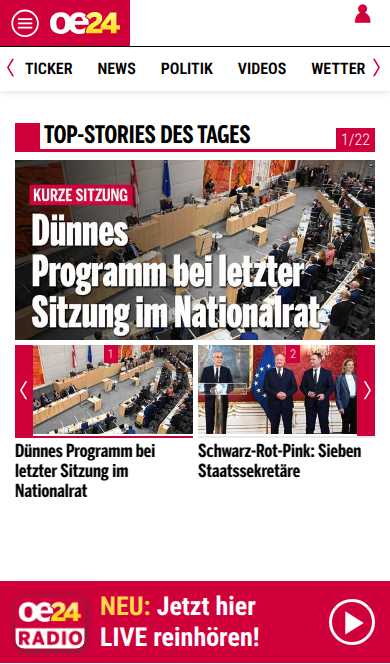 oe24
TICKER NEWS POLITIK VIDEOS WETTER
TOP-STORIES DES TAGES
1/22
KURZE SITZUNG
Dünnes
Programm bei letzter
Sitzung im Nationalrat
1
2
Dünnes Programm bei
letzter Sitzung im
Nationalrat
Schwarz-Rot-Pink: Sieben
Staatssekretäre
oe24
RADIO
NEU: Jetzt hier
LIVE reinhören!